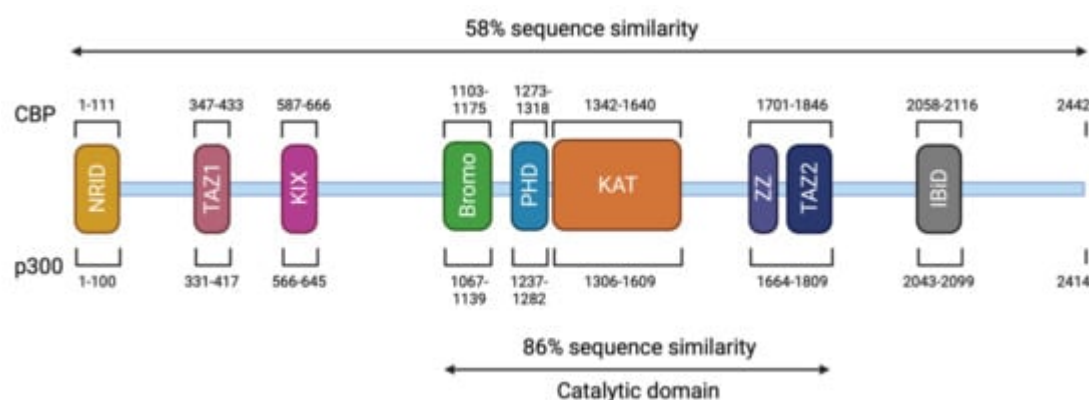 58% sequence similarity
CBP
1-111
347-433
587-666
1103-
1175
1273-
1318
1342-1640
1701-1846
2058-2116
2442
NRID
TAZ1
KIX
Bromo
PHD
KAT
ZZ
TAZ2
IBiD
p300
1-100
331-417
566-645
1067-
1139
1237-
1282
1306-1609
1664-1809
2043-2099
2414
86% sequence similarity
Catalytic domain